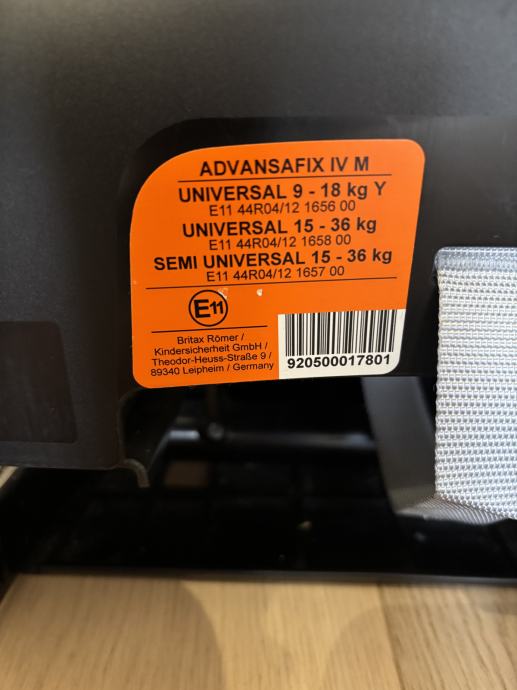 ADVANSAFIX IV M
UNIVERSAL 9 - 18 kg Y
E11 44R04/12 1656 00
UNIVERSAL 15 - 36 kg
E11 44R04/12 1658 00
SEMI UNIVERSAL 15 - 36 kg
E11 44R04/12 1657 00
E11
Britax Römer /
Kindersicherheit GmbH /
Theodor-Heuss-Straße 9 /
89340 Leipheim / Germany
920500017801